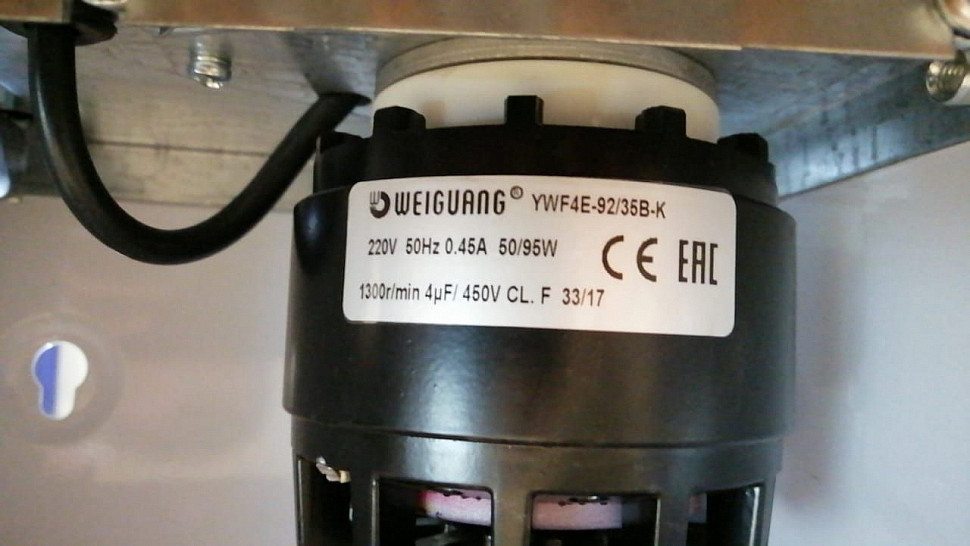 WEIGUANG® YWF4E-92/35B-K
220V 50Hz 0.45A 50/95W
CE EAC
1300r/min 4µF/ 450V CL. F 33/17